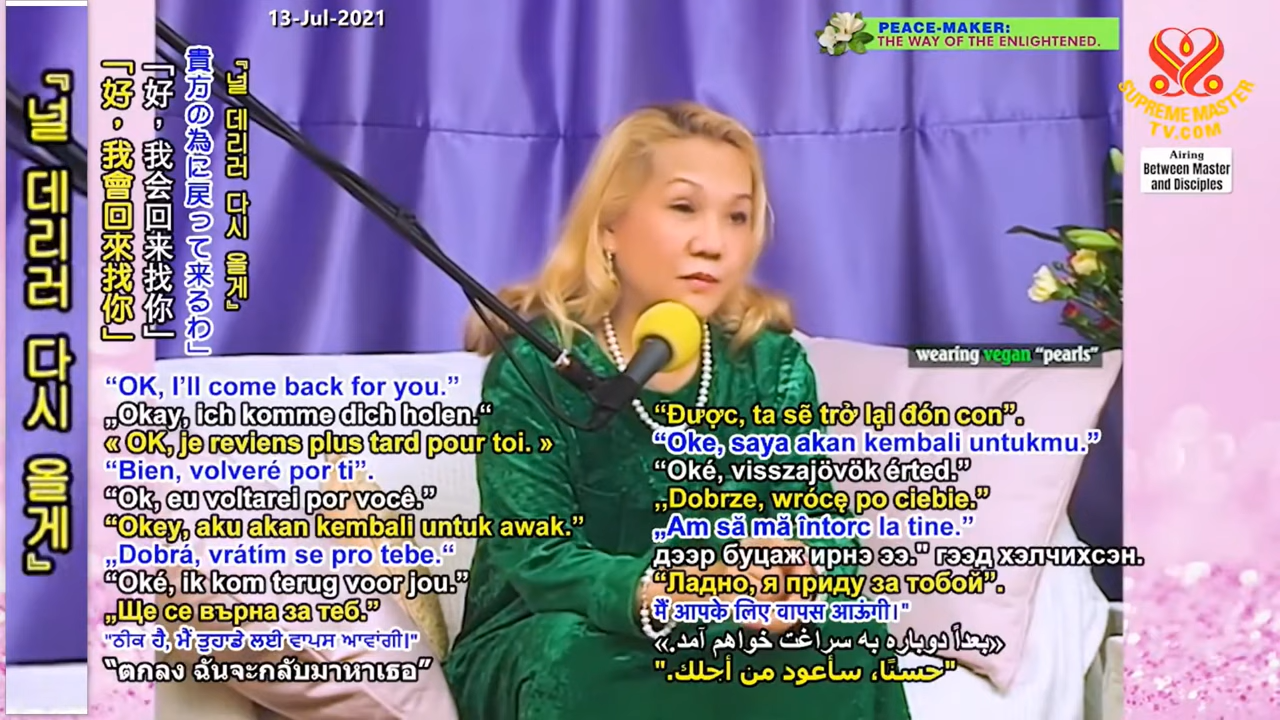 13-Jul-2021
PEACE-MAKER:
THE WAY OF THE ENLIGHTENED.
SUPREME MASTER
TV.COM
Airing
Between Master
and Disciples
『널 데리러 다시 올게』
『널 데리러 다시 올게』
貴方の為に戻って来るわ」
「好，我会回来找你」
「好，我會回來找你」
wearing vegan “pearls”
“OK, I’ll come back for you.”
„Okay, ich komme dich holen.“
« OK, je reviens plus tard pour toi. »
“Bien, volveré por ti”.
“Ok, eu voltarei por você.”
“Okey, aku akan kembali untuk awak.”
„Dobrá, vrátím se pro tebe.“
“Oké, ik kom terug voor jou.”
„Ще се върна за теб.”
"ਠੀਕ ਹੈ, ਮੈਂ ਤੁਹਾਡੇ ਲਈ ਵਾਪਸ ਆਵਾਂਗੀ।"
“ตกลง ฉันจะกลับมาหาเธอ”
“Được, ta sẽ trở lại đón con”.
“Oke, saya akan kembali untukmu.”
“Oké, visszajövök érted.”
„Dobrze, wrócę po ciebie.”
„Am să mă întorc la tine.”
дээр буцаж ирнэ ээ." гээд хэлчихсэн.
“Ладно, я приду за тобой”.
मैं आपके लिए वापस आऊंगी।"
«بعداً دوباره به سراغت خواهم آمد.»
"حسنًا، سأعود من أجلك."